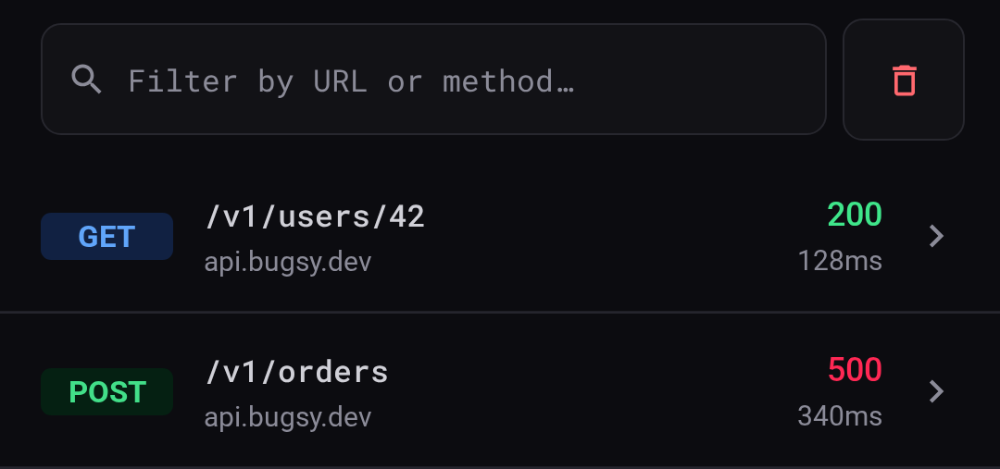 Filter by URL or method…
GET
/v1/users/42
200
api.bugsy.dev
128ms
POST
/v1/orders
500
api.bugsy.dev
340ms